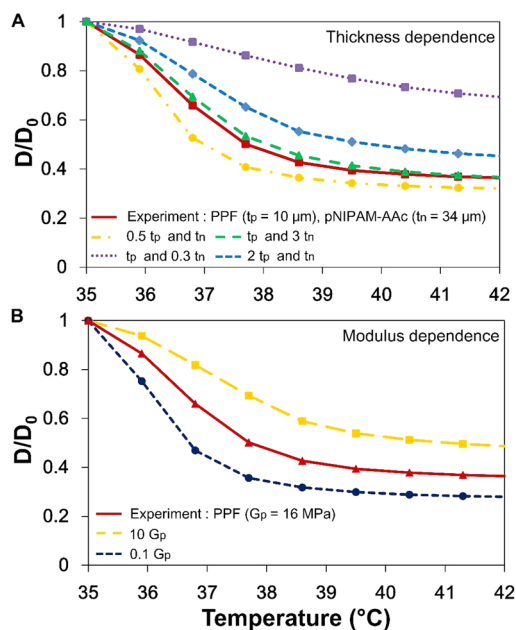 A
Thickness dependence
D/D₀
1
0.8
0.6
0.4
0.2
0
Experiment : PPF (tₚ = 10 µm), pNIPAM-AAc (tₙ = 34 µm)
0.5 tₚ and tₙ
tₚ and 3 tₙ
tₚ and 0.3 tₙ
2 tₚ and tₙ
35 36 37 38 39 40 41 42
B
Modulus dependence
D/D₀
1
0.8
0.6
0.4
0.2
0
Experiment : PPF (Gₚ = 16 MPa)
10 Gₚ
0.1 Gₚ
35 36 37 38 39 40 41 42
Temperature (°C)